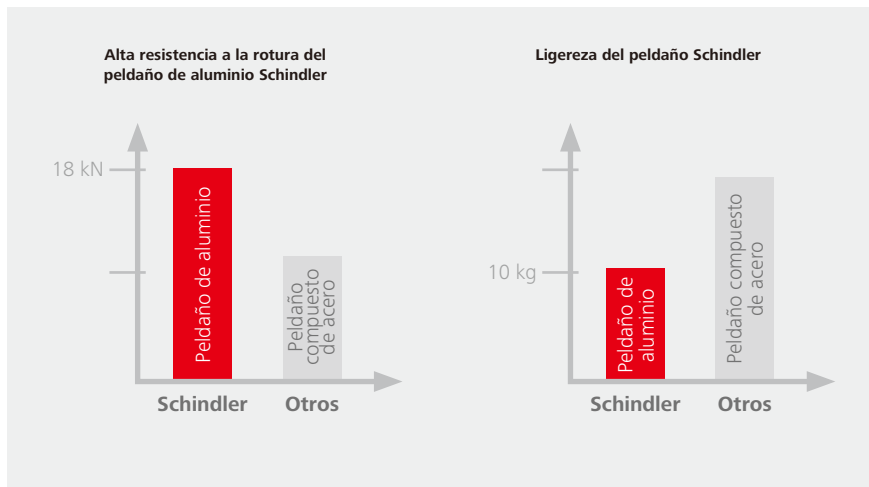 Alta resistencia a la rotura del
peldaño de aluminio Schindler
18 kN
Peldaño de aluminio
Peldaño
compuesto
de acero
Schindler
Otros
Ligereza del peldaño Schindler
10 kg
Peldaño de
aluminio
Peldaño compuesto
de acero
Schindler
Otros